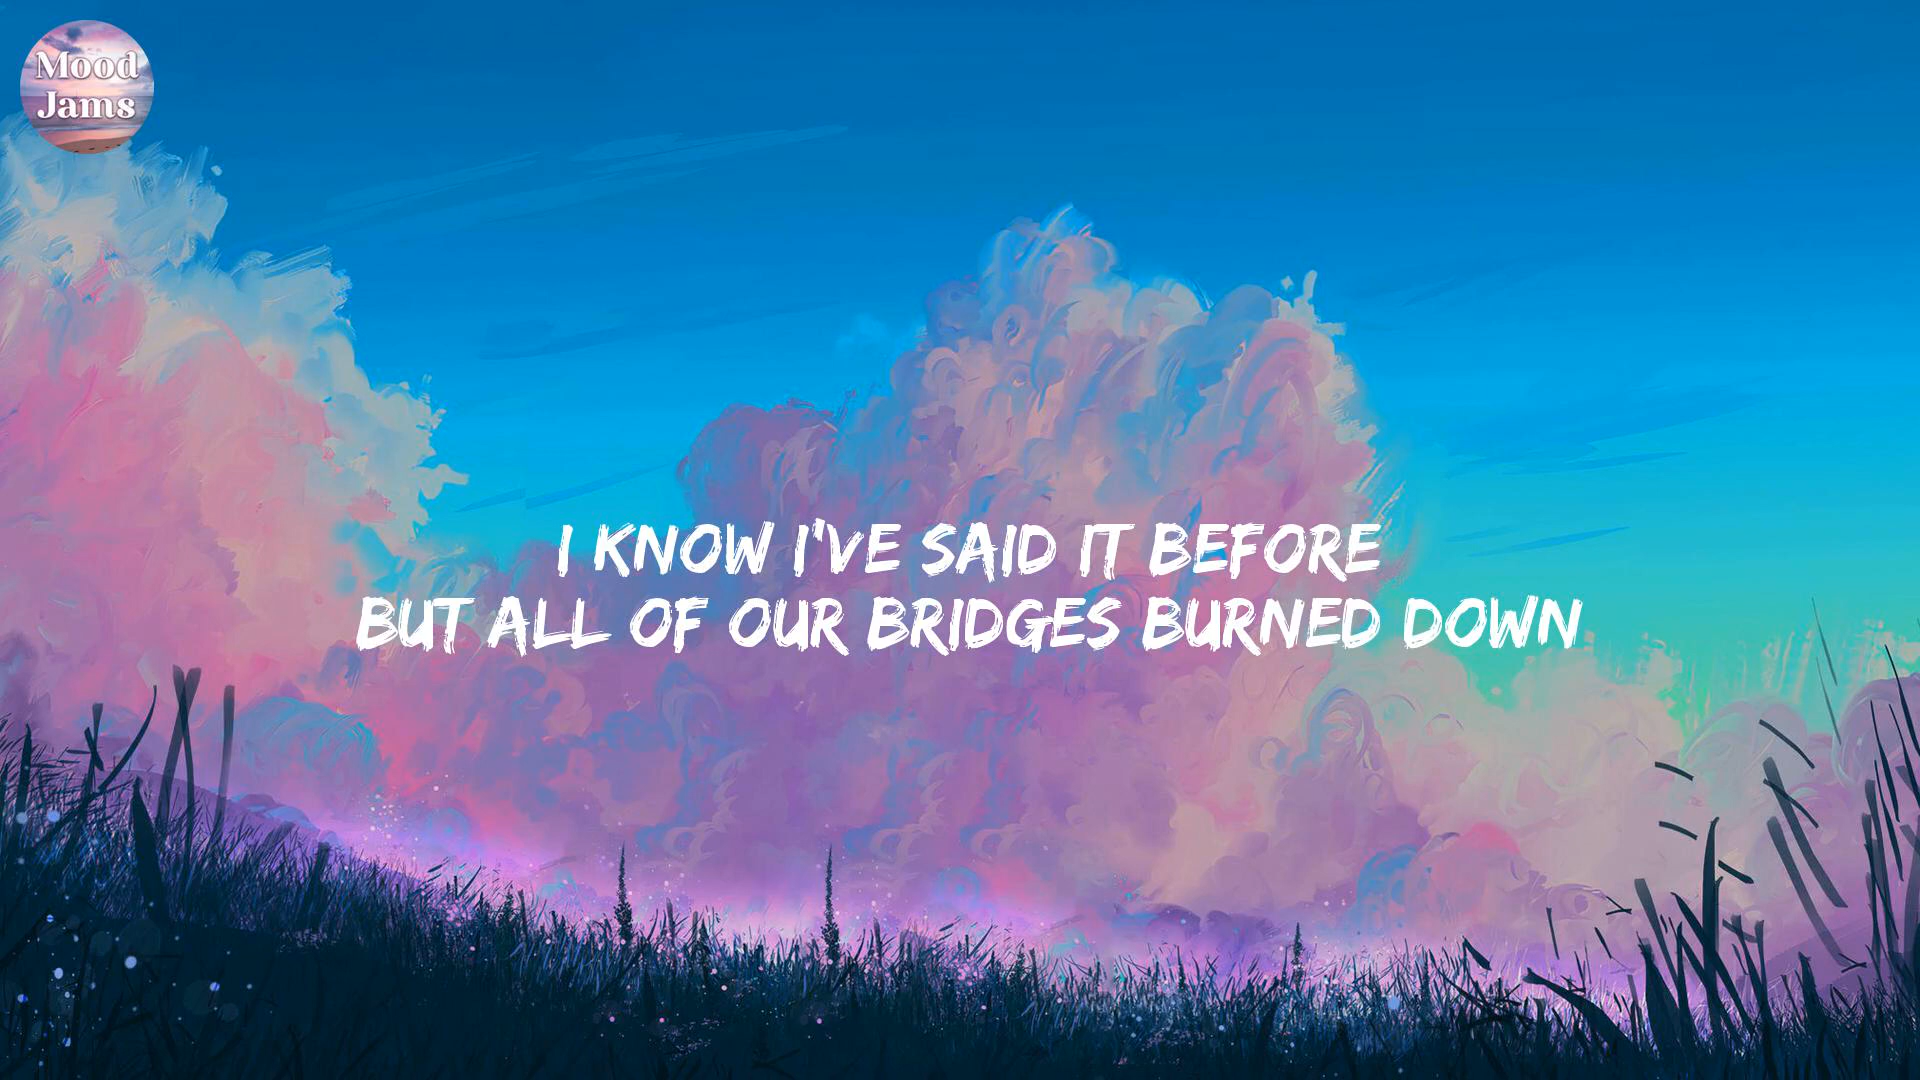 Mood
Jams
I KNOW I'VE SAID IT BEFORE
BUT ALL OF OUR BRIDGES BURNED DOWN